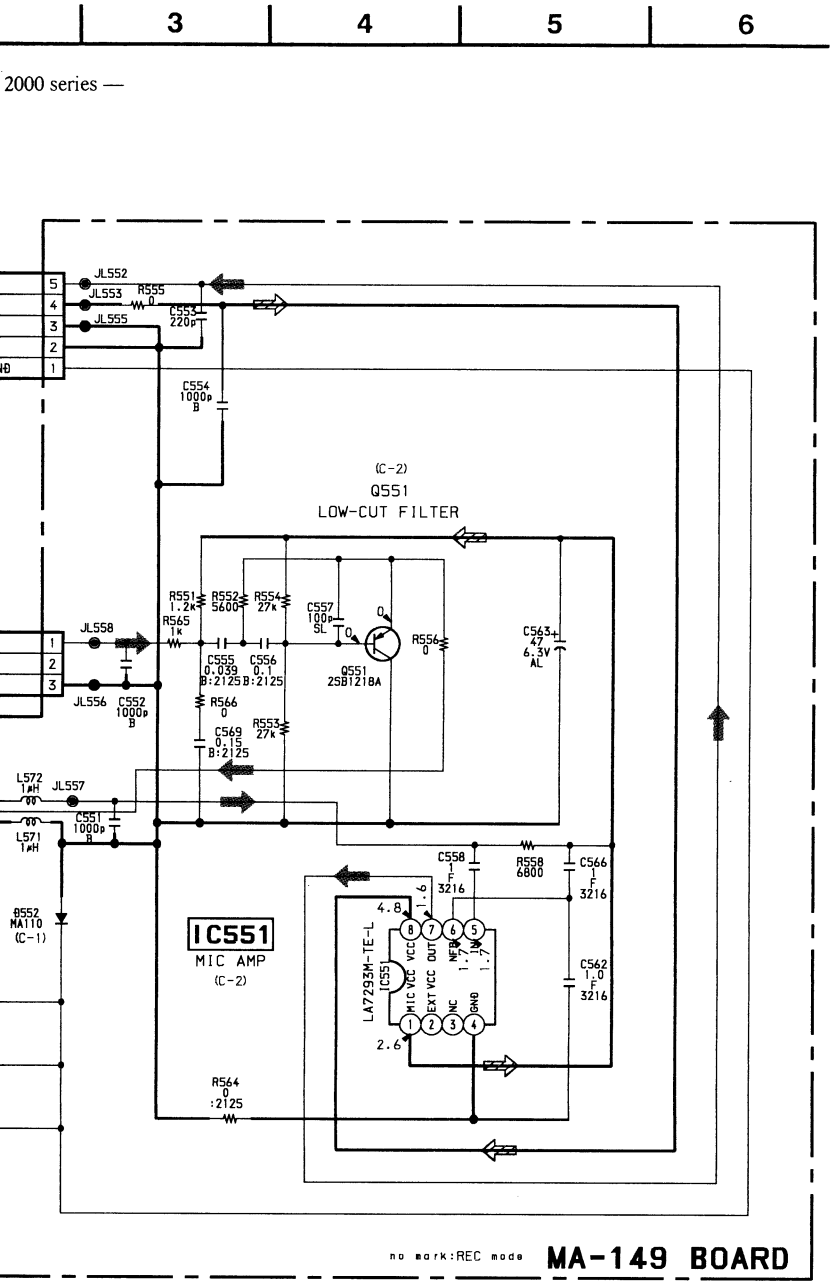 3 4 5 6
2000 series —
5 JL552
4 JL553 R555 0
3 JL555
2
1
C553 220p
C554
1000p
B
(C-2)
Q551
LOW-CUT FILTER
R551 1.2k
R552 5600
R554 27k
C557
100p
SL
0
0
R565
1k
JL558
1
2
3
JL556
C552
1000p
B
C555
0.039
B:2125
C556
0.1
B:2125
Q551
2SB1218A
R556
0
C563 +
47
6.3V
AL
R566
0
R553
27k
C569
0.15
B:2125
L572
1μH
JL557
L571
1μH
C551
1000p
B
C558
1
F
3216
R558
6800
C566
1
F
3216
D552
MA110
(C-1)
IC551
MIC AMP
(C-2)
4.8
1.6
8 7 6 5
VCC
OUT
NFB
IN
1.7
1.7
LA7293M-TE-L
IC551
MIC VCC
EXT VCC
NC
GND
1 2 3 4
2.6
C562
1.0
F
3216
R564
0
:2125
no mark:REC mode MA-149 BOARD